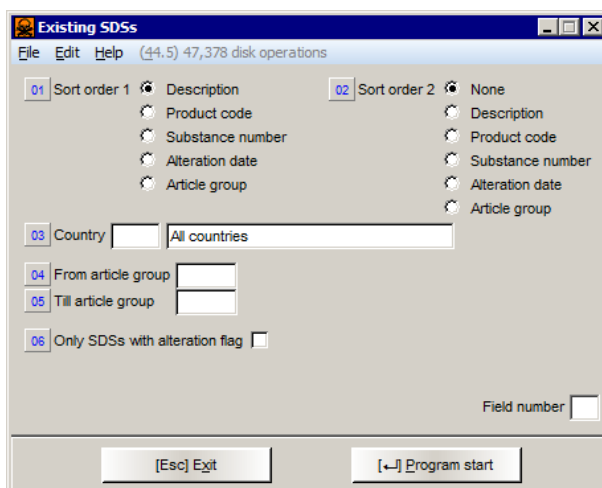 Existing SDSs
File Edit Help (44.5) 47,378 disk operations
01 Sort order 1 Description 02 Sort order 2 None
Product code Description
Substance number Product code
Alteration date Substance number
Article group Alteration date
Article group
03 Country All countries
04 From article group
05 Till article group
06 Only SDSs with alteration flag
Field number
[Esc] Exit [↵] Program start